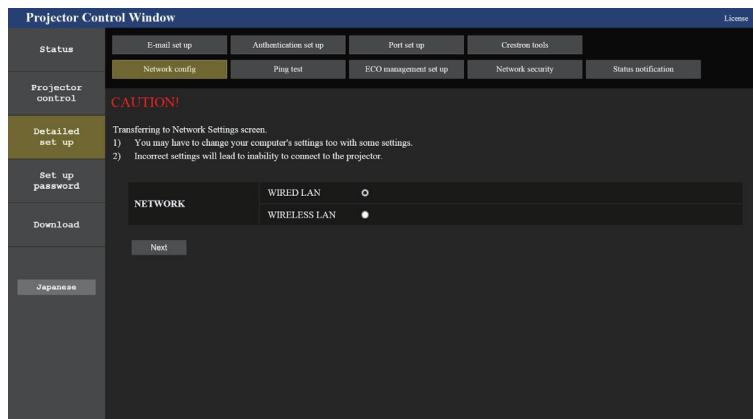 Projector Control Window
License
Status
Projector
control
Detailed
set up
Set up
password
Download
Japanese
E-mail set up
Authentication set up
Port set up
Crestron tools
Network config
Ping test
ECO management set up
Network security
Status notification
CAUTION!
Transferring to Network Settings screen.
1) You may have to change your computer's settings too with some settings.
2) Incorrect settings will lead to inability to connect to the projector.
NETWORK
WIRED LAN
WIRELESS LAN
Next